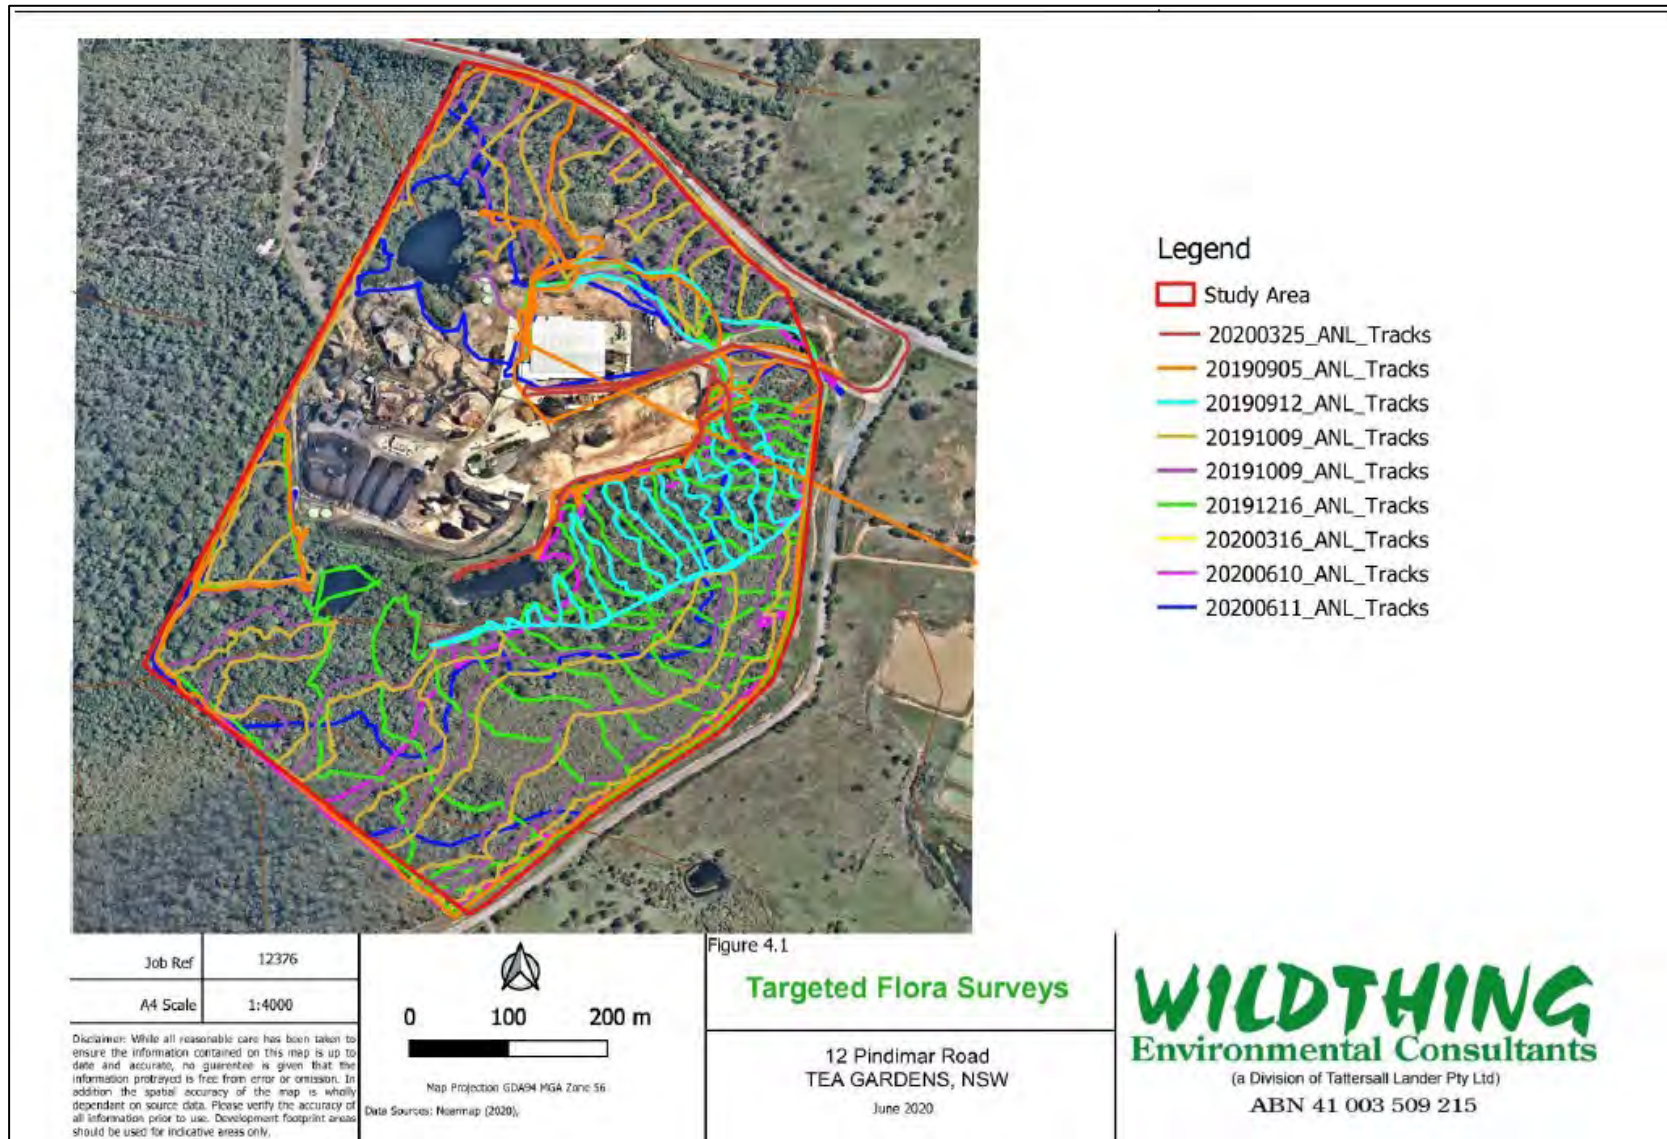 Legend
Study Area
20200325_ANL_Tracks
20190905_ANL_Tracks
20190912_ANL_Tracks
20191009_ANL_Tracks
20191009_ANL_Tracks
20191216_ANL_Tracks
20200316_ANL_Tracks
20200610_ANL_Tracks
20200611_ANL_Tracks
Job Ref 12376
A4 Scale 1:4000
Disclaimer: While all reasonable care has been taken to
ensure the information contained on this map is up to
date and accurate, no guarentee is given that the
information protrayed is free from error or omission. In
addition the spatial accuracy of the map is wholly
dependant on source data. Please verify the accuracy of
all information prior to use. Development footprint areas
should be used for indicative areas only.
0 100 200 m
Map Projection GDA94 MGA Zone 56
Data Sources: Nearmap (2020),
Figure 4.1
Targeted Flora Surveys
12 Pindimar Road
TEA GARDENS, NSW
June 2020
WILDTHING
Environmental Consultants
(a Division of Tattersall Lander Pty Ltd)
ABN 41 003 509 215